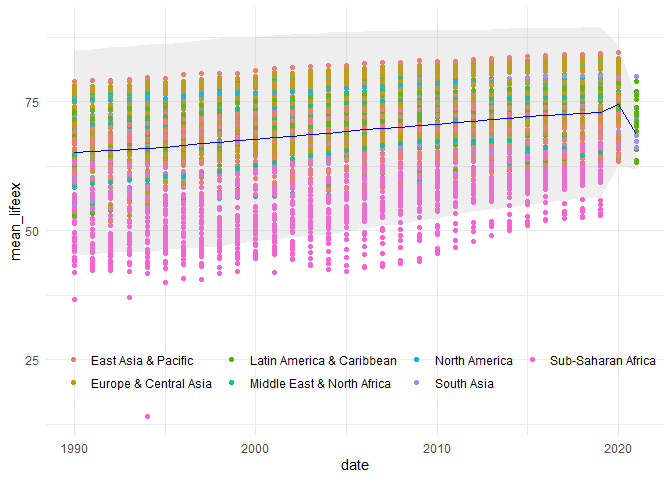 75
50
25
mean_lifeex
East Asia & Pacific Latin America & Caribbean North America Sub-Saharan Africa
Europe & Central Asia Middle East & North Africa South Asia
1990 2000 2010 2020
date